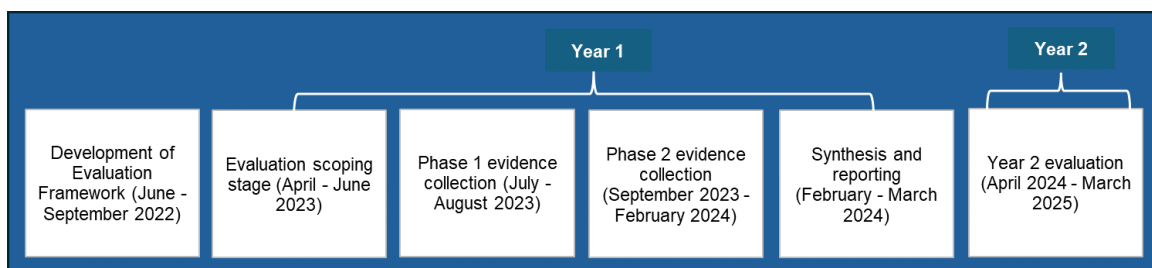 Year 1
Year 2
Development of
Evaluation
Framework (June -
September 2022)
Evaluation scoping
stage (April - June
2023)
Phase 1 evidence
collection (July -
August 2023)
Phase 2 evidence
collection
(September 2023 -
February 2024)
Synthesis and
reporting
(February - March
2024)
Year 2 evaluation
(April 2024 - March
2025)